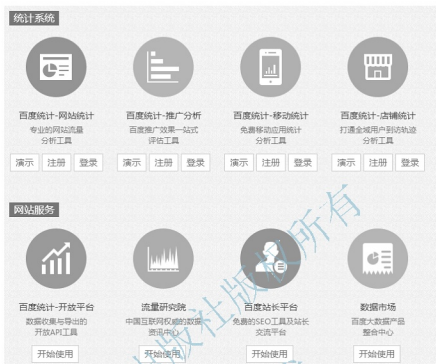 统计系统
百度统计-网站统计 百度统计-推广分析 百度统计-移动统计 百度统计-店铺统计
专业的网站流量 百度推广效果一站式 免费移动应用统计 打通全域用户到访轨迹
分析工具 评估工具 分析工具 分析工具
演示 注册 登录 演示 注册 登录 演示 注册 登录 演示 注册 登录
网站服务
百度统计-开放平台 流量研究院 百度站长平台 数据市场
数据收集与导出的 中国互联网权威的数据 免费的SEO工具及站长 百度大数据产品
开放API工具 资讯中心 交流平台 整合中心
开始使用 开始使用 开始使用 开始使用
社版权所有